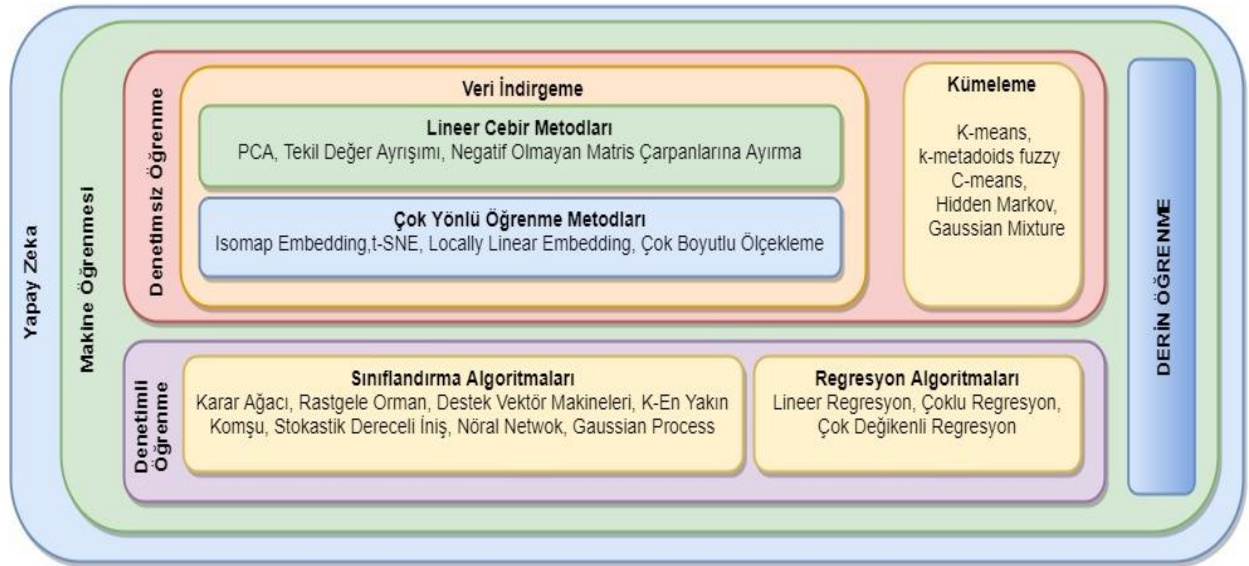 Yapay Zeka
Makine Öğrenmesi
Denetimsiz Öğrenme
Veri İndirgeme
Lineer Cebir Metodları
PCA, Tekil Değer Ayrışımı, Negatif Olmayan Matris Çarpanlarına Ayırma
Çok Yönlü Öğrenme Metodları
Isomap Embedding,t-SNE, Locally Linear Embedding, Çok Boyutlu Ölçekleme
Kümeleme
K-means,
k-metadoids fuzzy
C-means,
Hidden Markov,
Gaussian Mixture
Denetimli
Öğrenme
Sınıflandırma Algoritmaları
Karar Ağacı, Rastgele Orman, Destek Vektör Makineleri, K-En Yakın
Komşu, Stokastik Dereceli İniş, Nöral Netwok, Gaussian Process
Regresyon Algoritmaları
Lineer Regresyon, Çoklu Regresyon,
Çok Değikenli Regresyon
DERİN ÖĞRENME